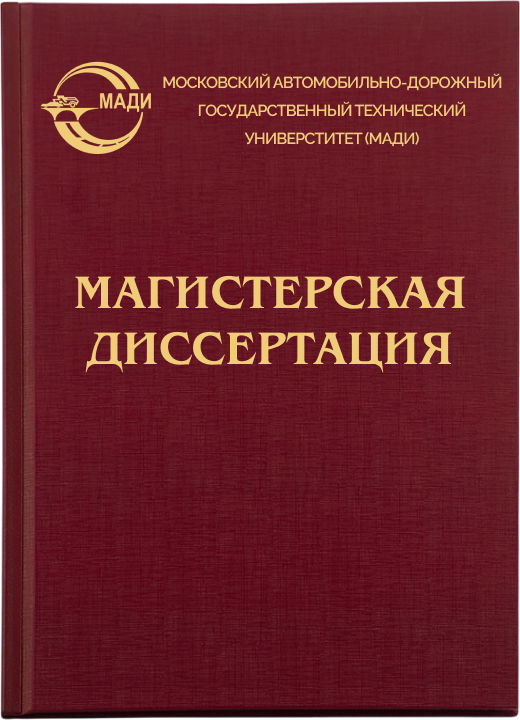 МАДИ
МОСКОВСКИЙ АВТОМОБИЛЬНО-ДОРОЖНЫЙ
ГОСУДАРСТВЕННЫЙ ТЕХНИЧЕСКИЙ
УНИВЕРСТИТЕТ (МАДИ)
МАГИСТЕРСКАЯ
ДИССЕРТАЦИЯ